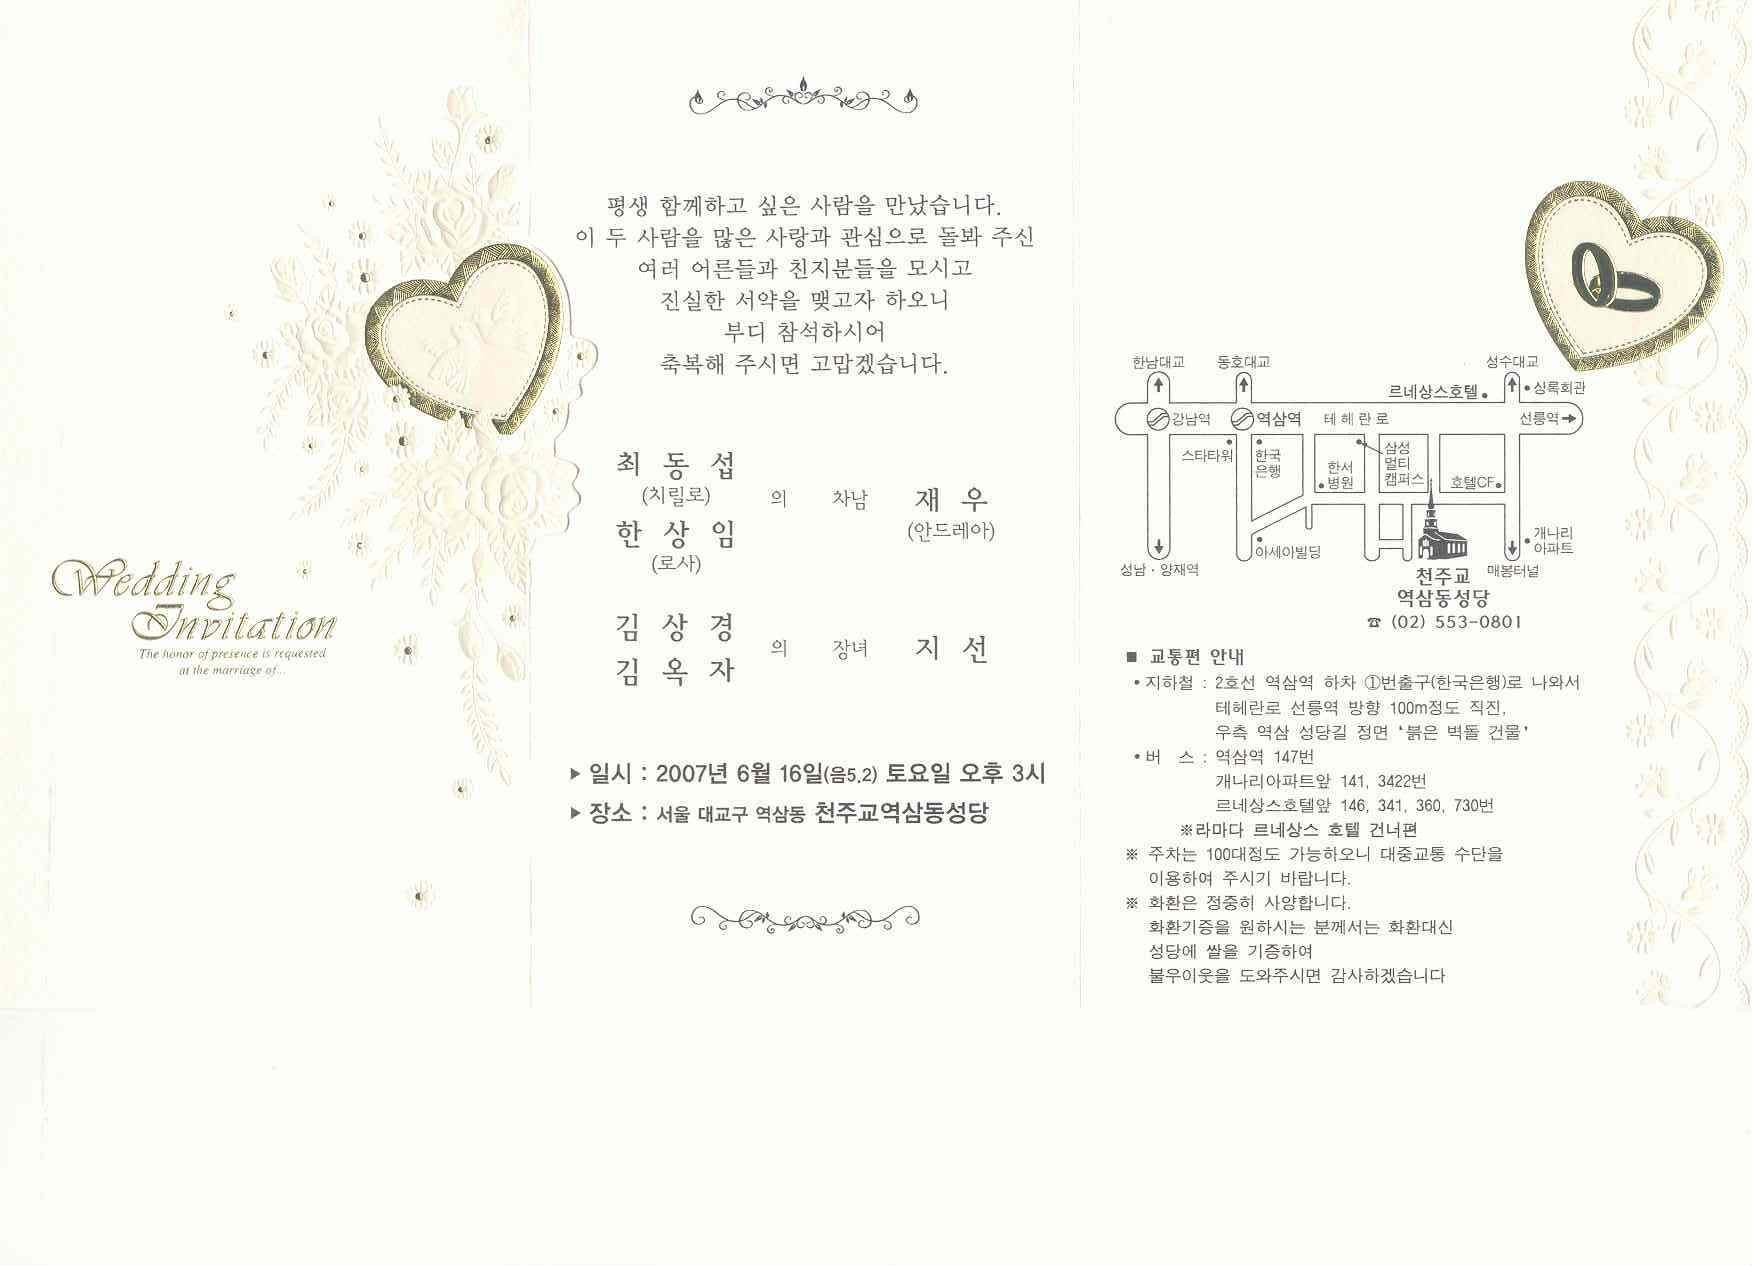 Wedding
Invitation
The honor of presence is requested
at the marriage of...
평생 함께하고 싶은 사람을 만났습니다.
이 두 사람을 많은 사랑과 관심으로 돌봐 주신
여러 어른들과 친지분들을 모시고
진실한 서약을 맺고자 하오니
부디 참석하시어
축복해 주시면 고맙겠습니다.
최 동 섭
(치릴로)
한 상 임
(로사)
의 차남 재 우
(안드레아)
김 상 경
김 옥 자
의 장녀 지 선
▶ 일시 : 2007년 6월 16일(음5.2) 토요일 오후 3시
▶ 장소 : 서울 대교구 역삼동 천주교역삼동성당
한남대교 동호대교 성수대교
르네상스호텔 상록회관
강남역 역삼역 테 헤 란 로 선릉역
스타타워
한국
은행
한서
병원
삼성
멀티
캠퍼스
호텔CF
아세아빌딩
개나리
아파트
성남 · 양재역
매봉터널
천주교
역삼동성당
☎ (02) 553-0801
■ 교통편 안내
• 지하철 : 2호선 역삼역 하차 ①번출구(한국은행)로 나와서
테헤란로 선릉역 방향 100m정도 직진,
우측 역삼 성당길 정면 '붉은 벽돌 건물'
• 버 스 : 역삼역 147번
개나리아파트앞 141, 3422번
르네상스호텔앞 146, 341, 360, 730번
※라마다 르네상스 호텔 건너편
※ 주차는 100대정도 가능하오니 대중교통 수단을
이용하여 주시기 바랍니다.
※ 화환은 정중히 사양합니다.
화환기증을 원하시는 분께서는 화환대신
성당에 쌀을 기증하여
불우이웃을 도와주시면 감사하겠습니다